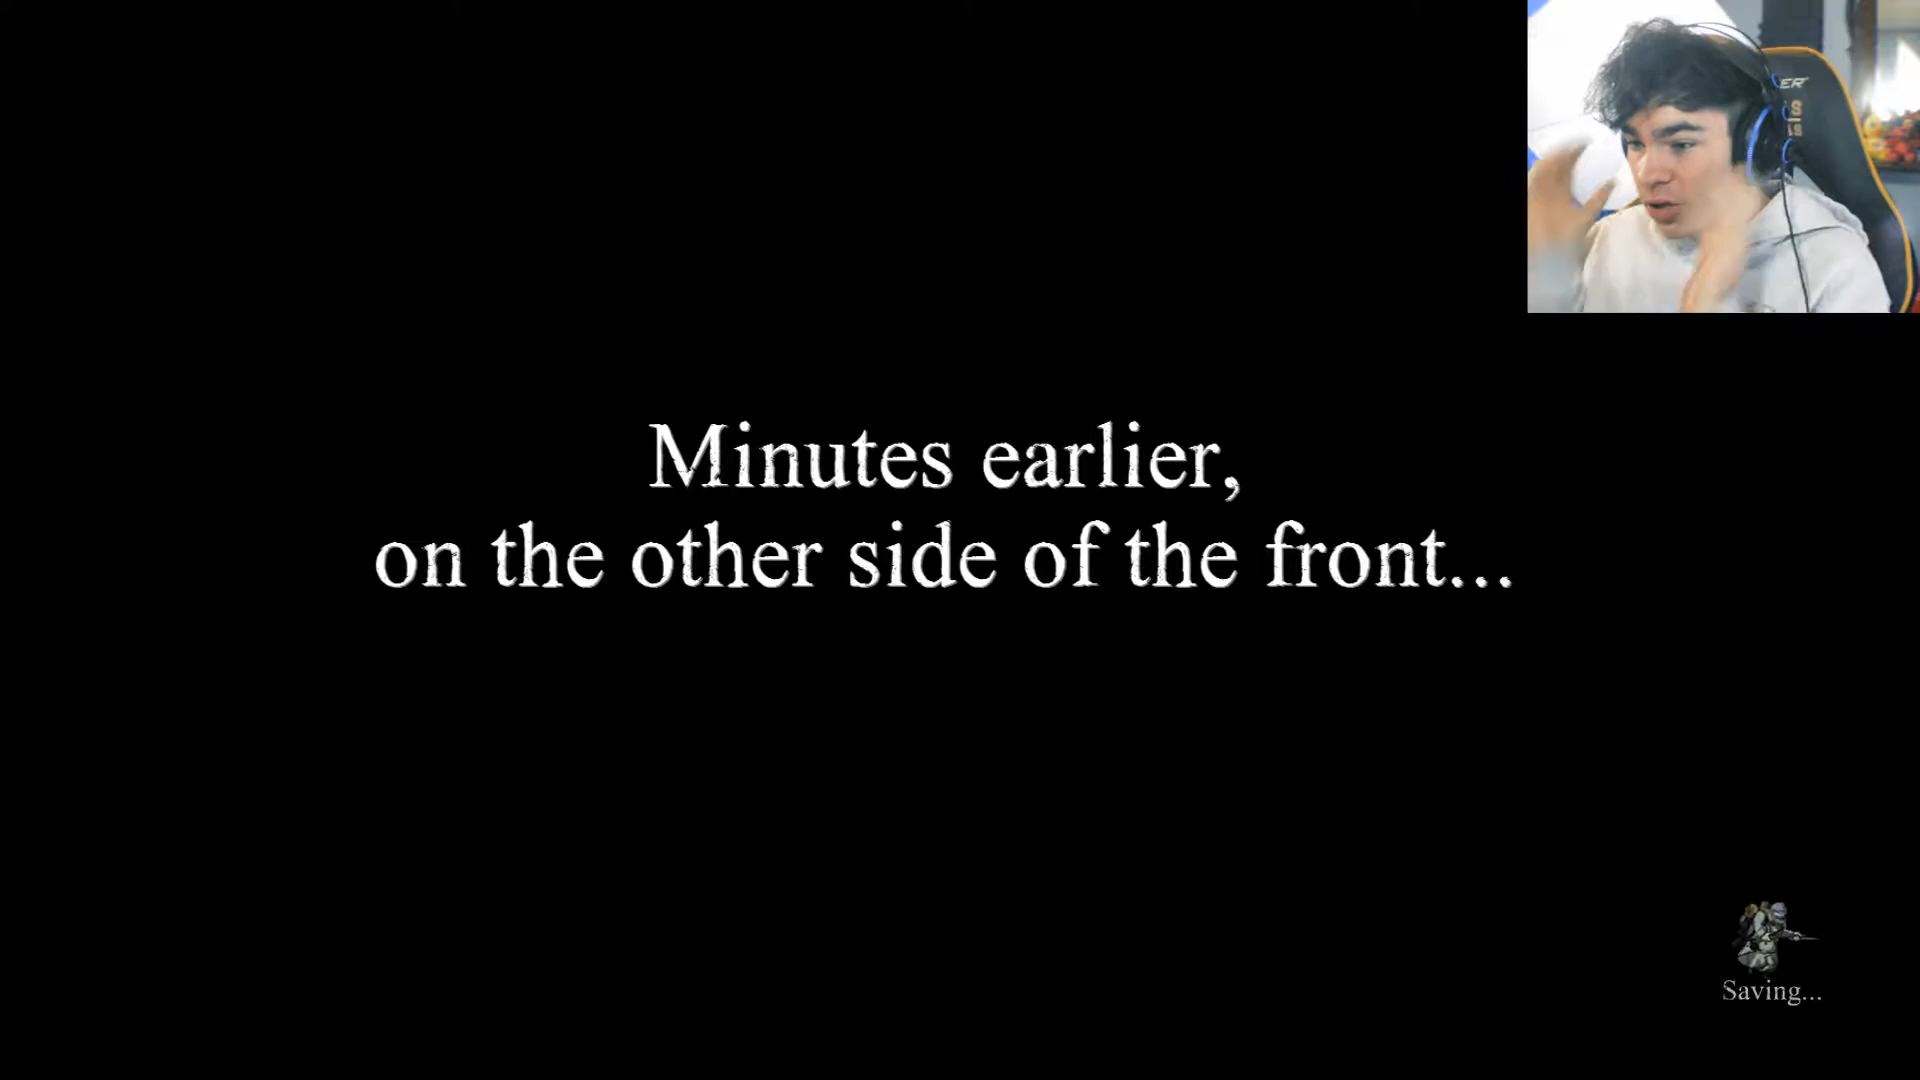 Minutes earlier,
on the other side of the front...
Saving...